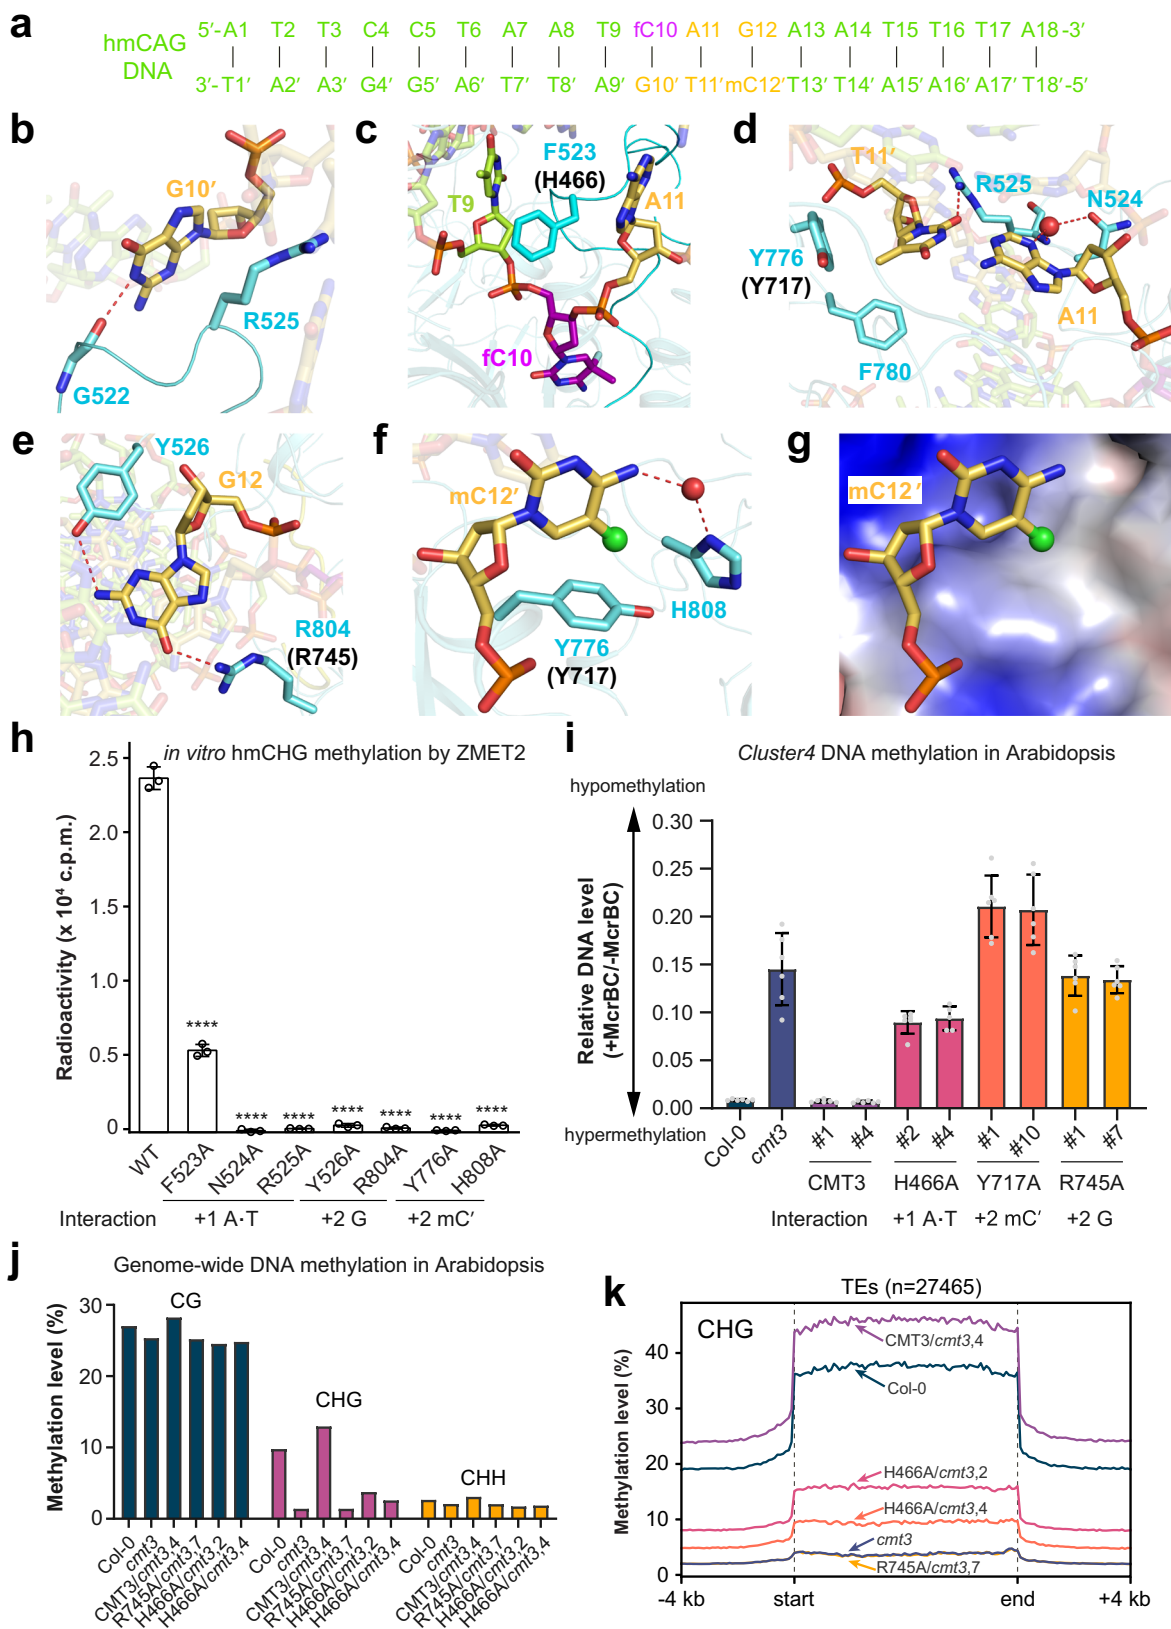 a
5′-A1 T2 T3 C4 C5 T6 A7 A8 T9 fC10 A11 G12 A13 A14 T15 T16 T17 A18-3′
hmCAG
DNA
3′-T1′ A2′ A3′ G4′ G5′ A6′ T7′ T8′ A9′ G10′ T11′ mC12′ T13′ T14′ A15′ A16′ A17′ T18′-5′
b
G10′
R525
G522
c
F523
(H466)
T9
A11
fC10
d
T11′
R525
N524
Y776
(Y717)
A11
F780
e
Y526
G12
R804
(R745)
f
mC12′
H808
Y776
(Y717)
g
mC12′
h
in vitro hmCHG methylation by ZMET2
Radioactivity (x 10⁴ c.p.m.)
2.5
2.0
1.5
1.0
0.5
0
**** **** **** **** **** **** ****
WT F523A N524A R525A Y526A R804A Y776A H808A
Interaction +1 A·T +2 G +2 mC′
i
Cluster4 DNA methylation in Arabidopsis
hypomethylation
hypermethylation
Relative DNA level
(+McrBC/-McrBC)
0.30
0.25
0.20
0.15
0.10
0.05
0.00
Col-0 cmt3 #1 #4 #2 #4 #1 #10 #1 #7
CMT3 H466A Y717A R745A
Interaction +1 A·T +2 mC′ +2 G
j
Genome-wide DNA methylation in Arabidopsis
Methylation level (%)
30
20
10
0
CG
CHG
CHH
Col-0 cmt3 CMT3/cmt3,4 R745A/cmt3,7 H466A/cmt3,2 H466A/cmt3,4
Col-0 cmt3 CMT3/cmt3,4 R745A/cmt3,7 H466A/cmt3,2 H466A/cmt3,4
Col-0 cmt3 CMT3/cmt3,4 R745A/cmt3,7 H466A/cmt3,2 H466A/cmt3,4
k
TEs (n=27465)
CHG
Methylation level (%)
40
30
20
10
0
CMT3/cmt3,4
Col-0
H466A/cmt3,2
H466A/cmt3,4
cmt3
R745A/cmt3,7
-4 kb start end +4 kb